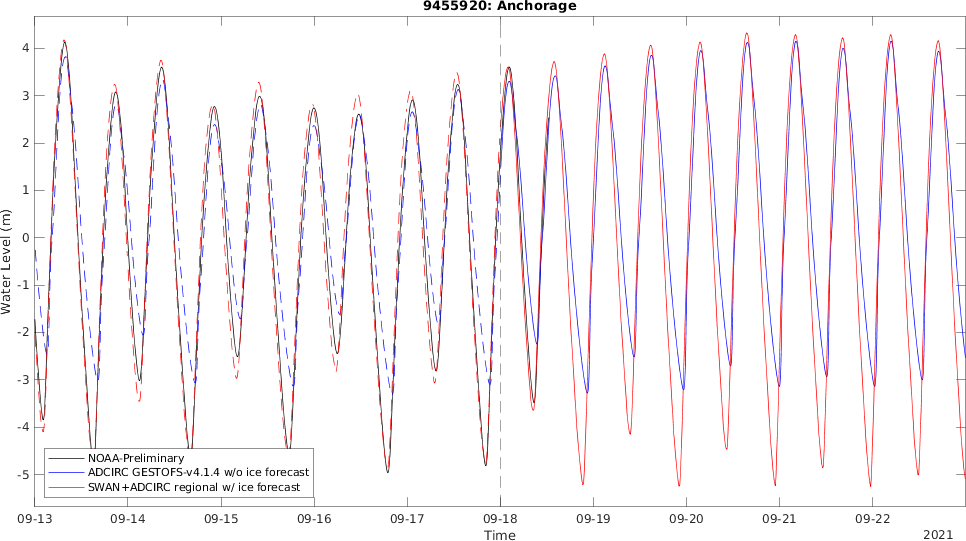 9455920: Anchorage
Water Level (m)
4
3
2
1
0
-1
-2
-3
-4
-5
NOAA-Preliminary
ADCIRC GESTOFS-v4.1.4 w/o ice forecast
SWAN+ADCIRC regional w/ ice forecast
09-13 09-14 09-15 09-16 09-17 09-18 09-19 09-20 09-21 09-22
Time
2021